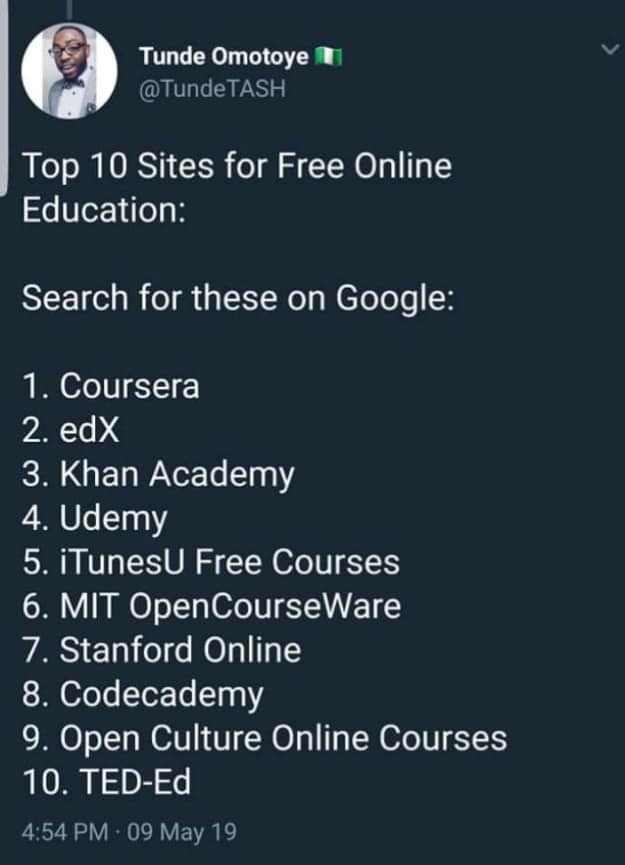 Tunde Omotoye 🇳🇬
@TundeTASH
Top 10 Sites for Free Online
Education:
Search for these on Google:
1. Coursera
2. edX
3. Khan Academy
4. Udemy
5. iTunesU Free Courses
6. MIT OpenCourseWare
7. Stanford Online
8. Codecademy
9. Open Culture Online Courses
10. TED-Ed
4:54 PM · 09 May 19